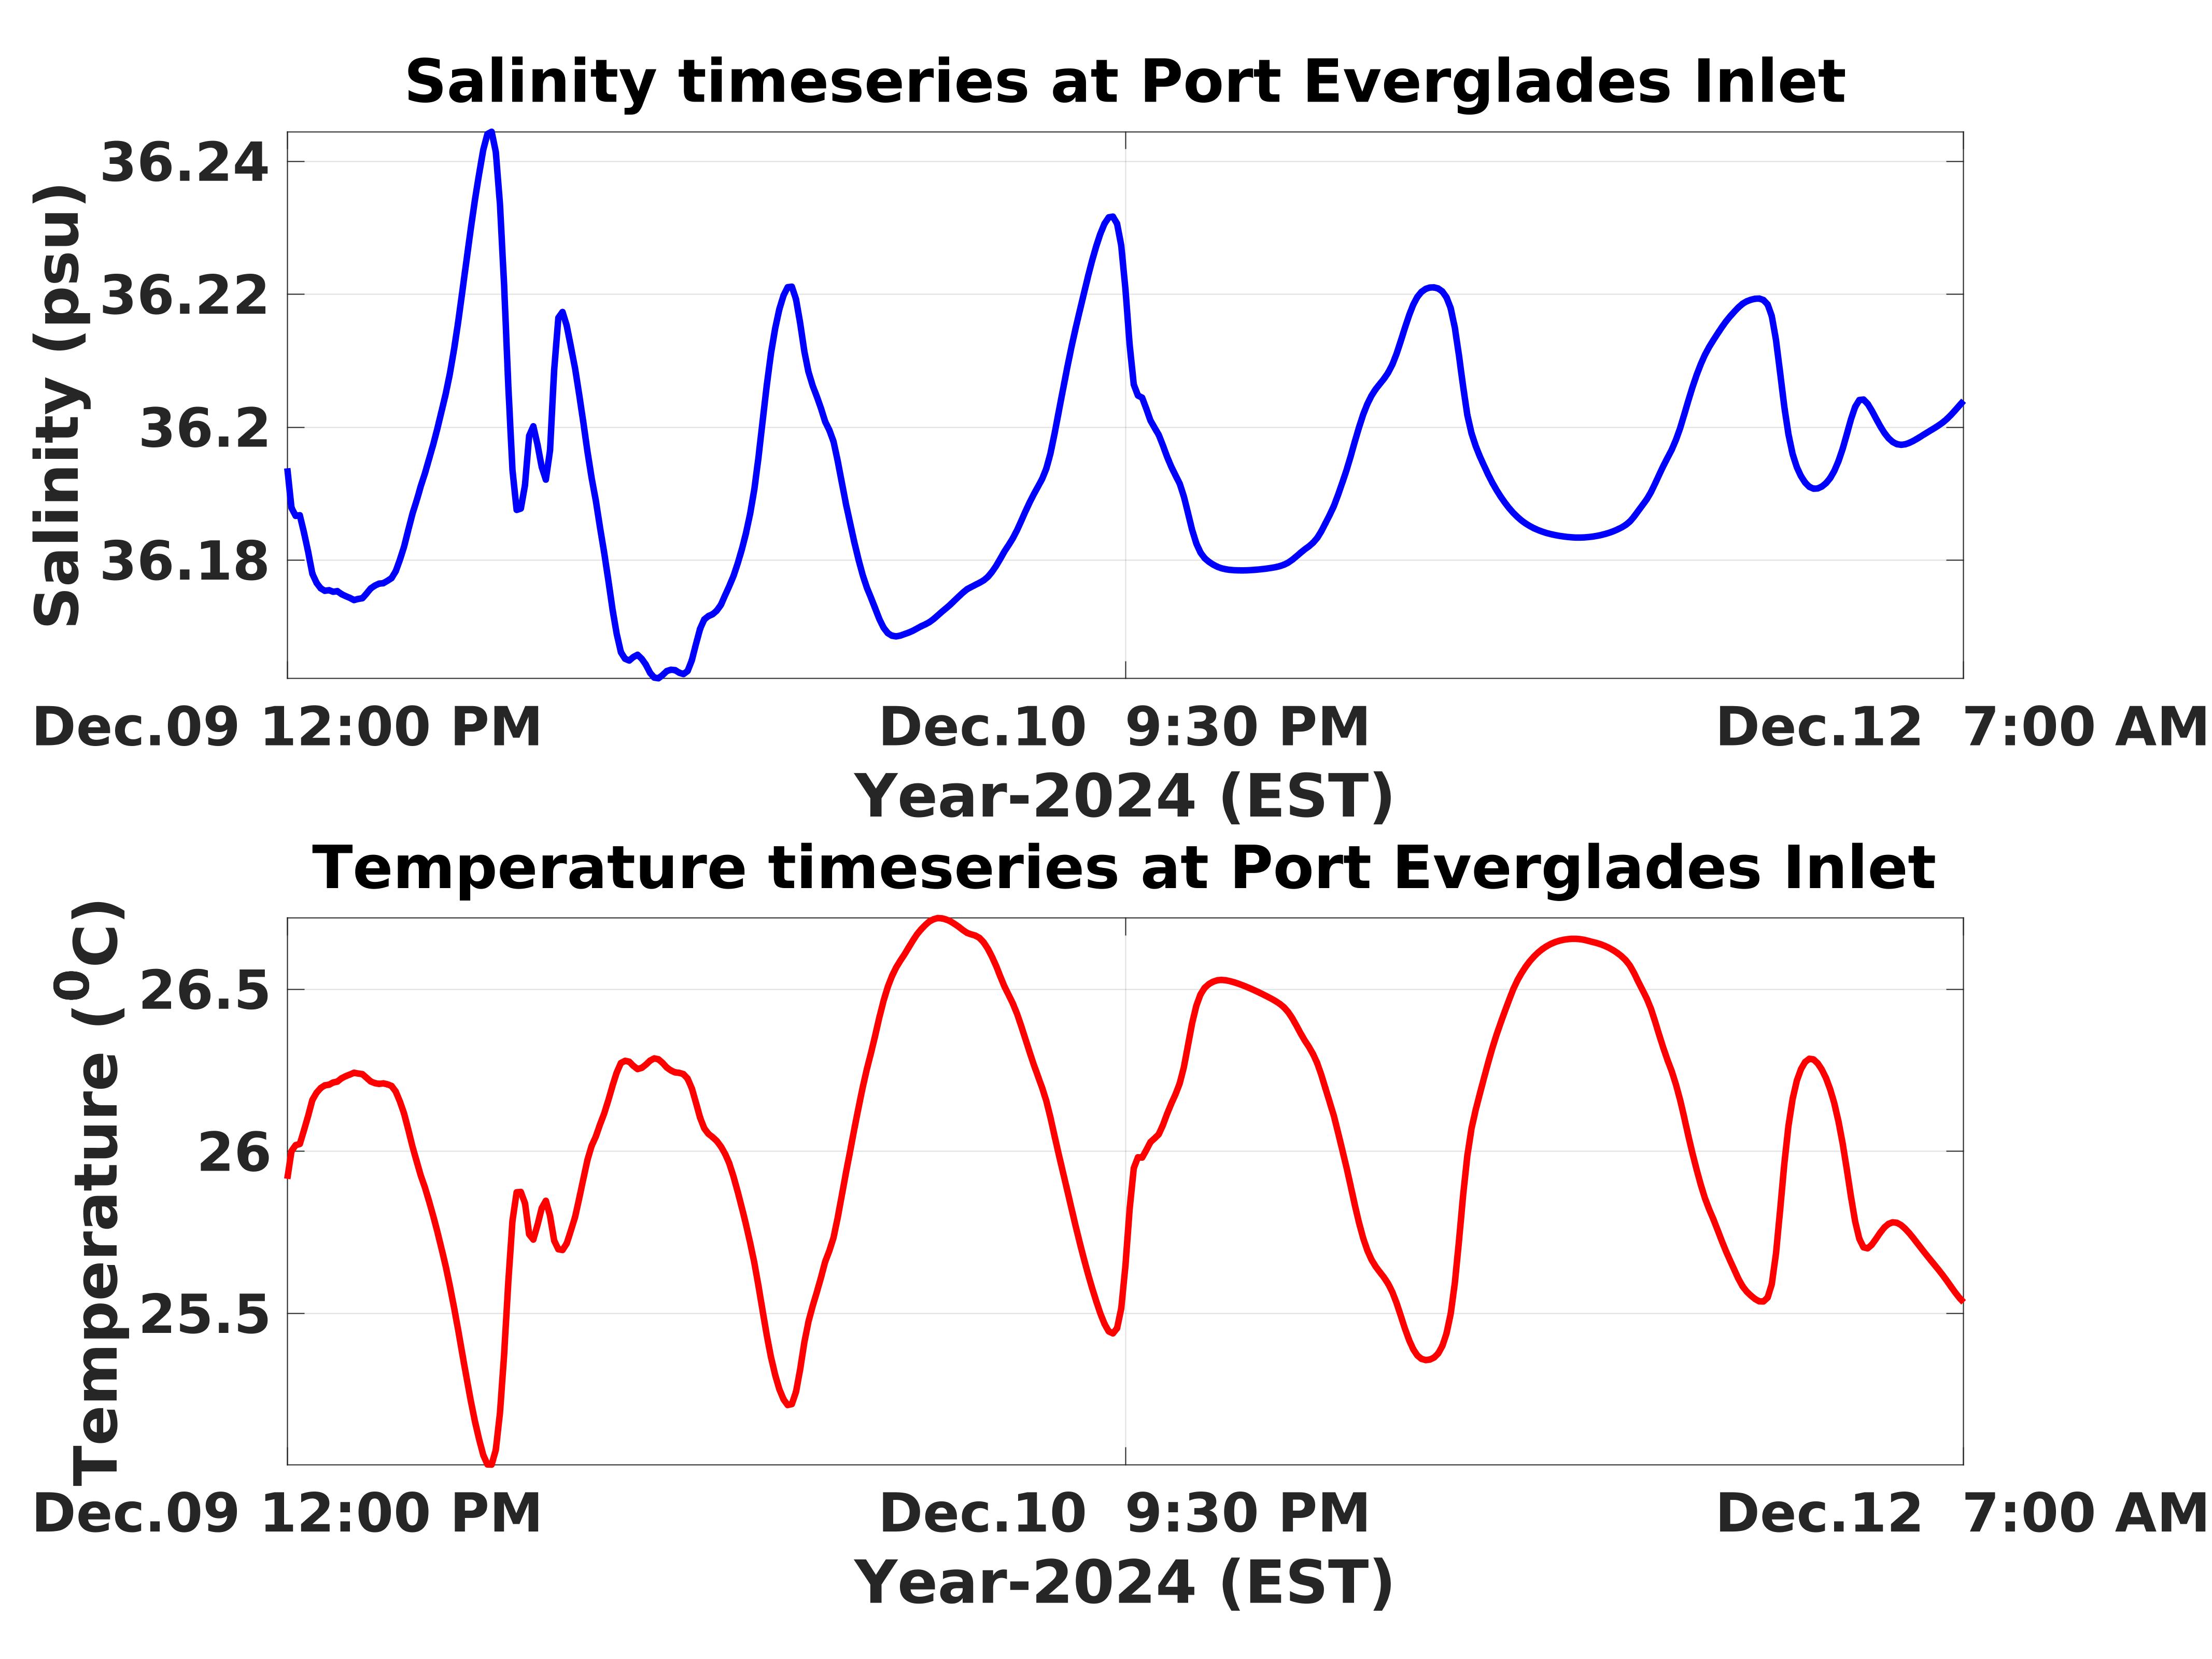 Salinity timeseries at Port Everglades Inlet
Salinity (psu)
36.24
36.22
36.2
36.18
Dec.09 12:00 PM Dec.10 9:30 PM Dec.12 7:00 AM
Year-2024 (EST)
Temperature timeseries at Port Everglades Inlet
Temperature (⁰C)
26.5
26
25.5
Dec.09 12:00 PM Dec.10 9:30 PM Dec.12 7:00 AM
Year-2024 (EST)